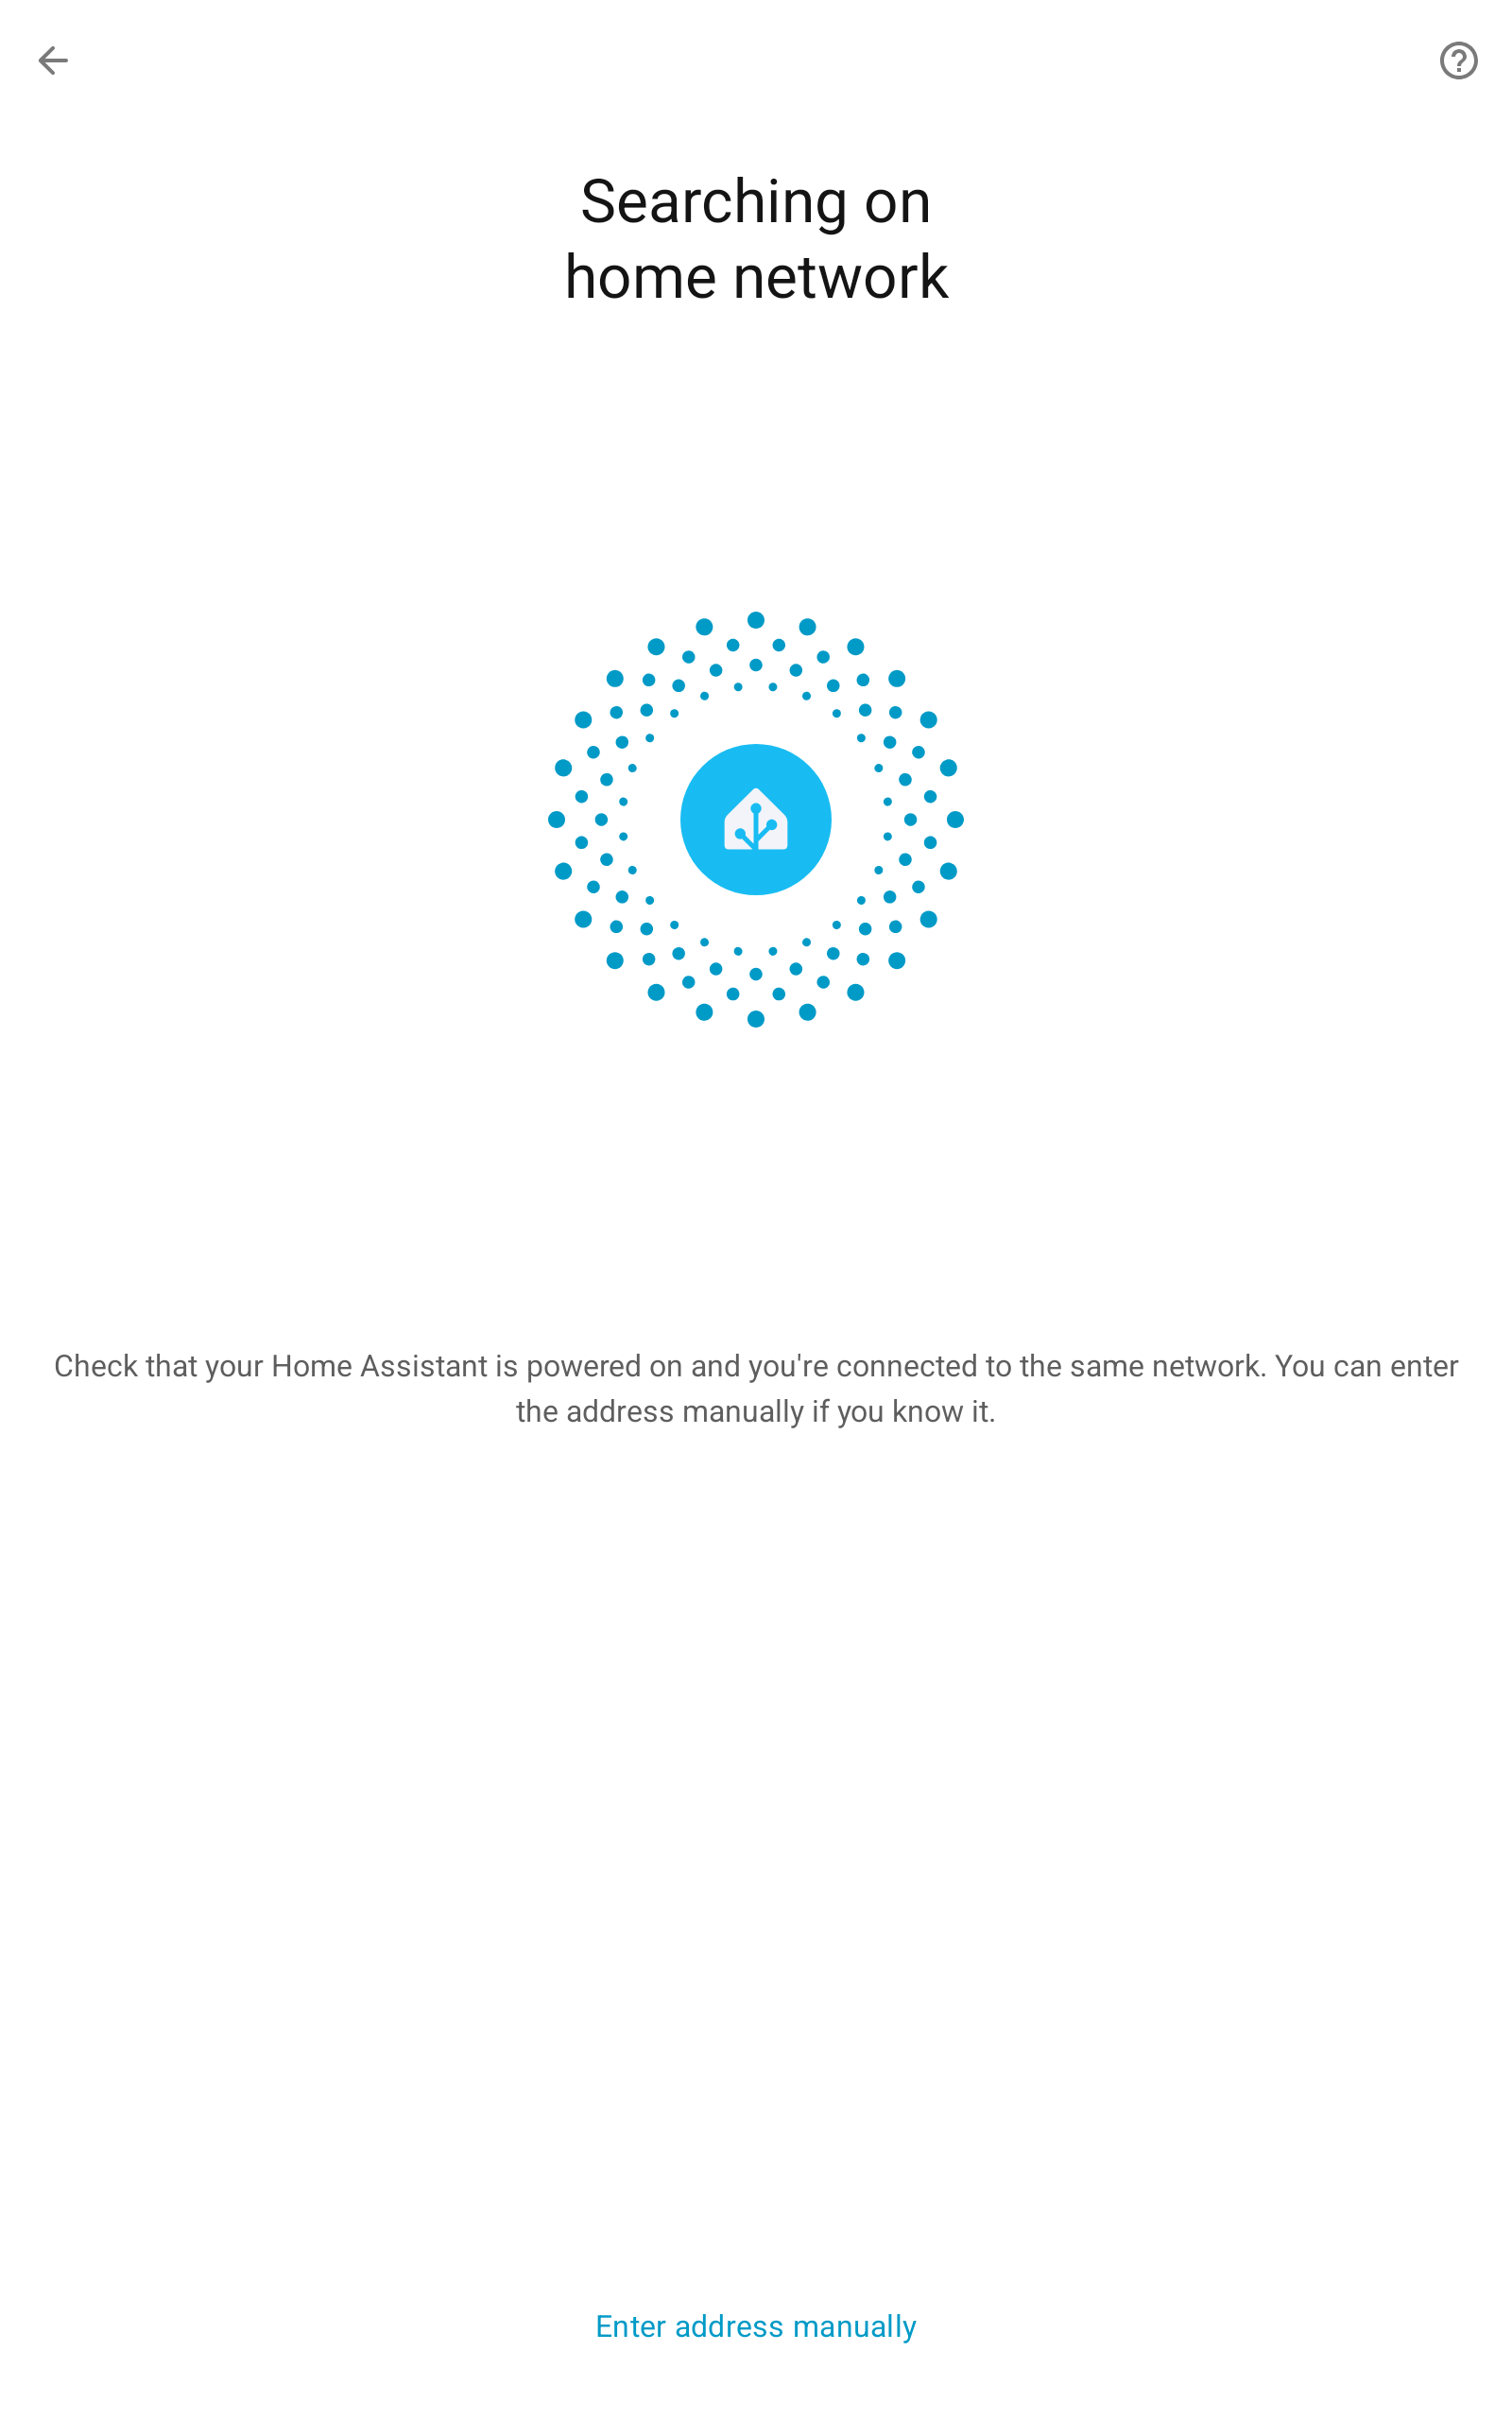 Searching on
home network
Check that your Home Assistant is powered on and you're connected to the same network. You can enter
the address manually if you know it.
Enter address manually